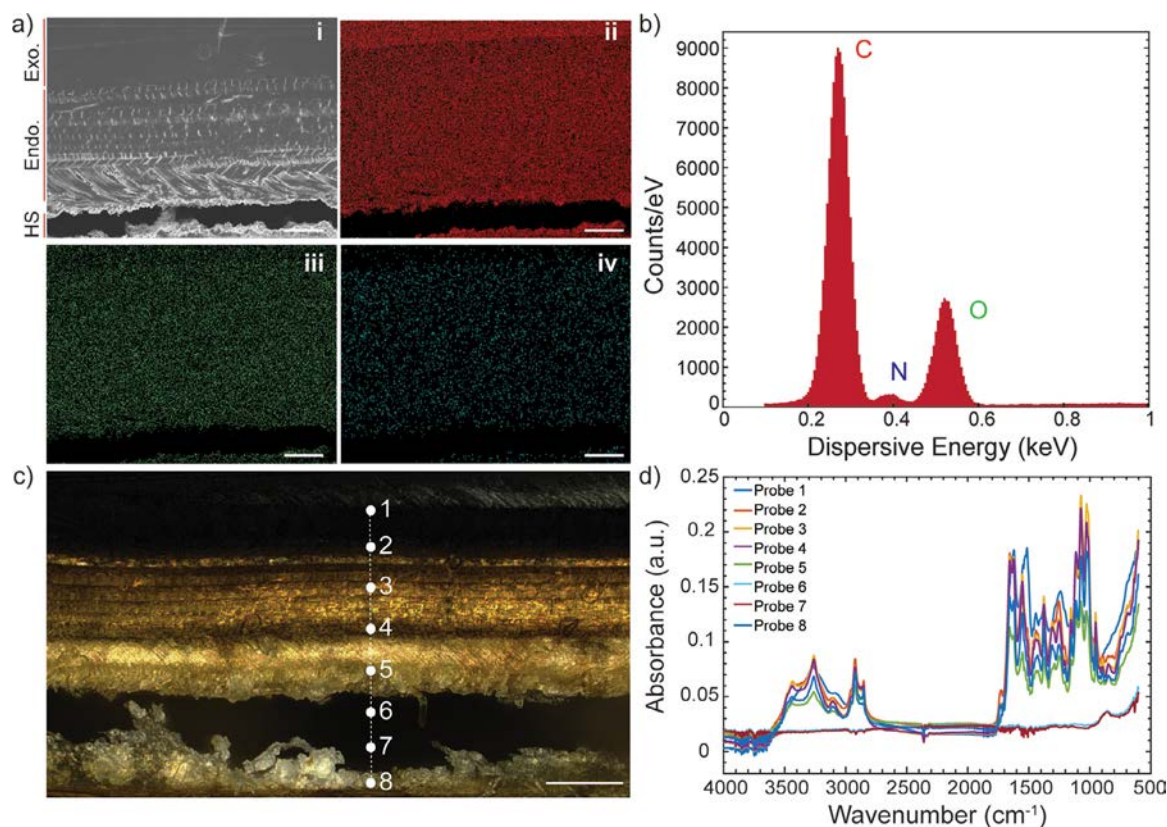 a)
i
ii
Exo.
Endo.
HS
iii
iv
b)
9000
8000
7000
6000
5000
4000
3000
2000
1000
0
Counts/eV
C
N
O
0
0.2
0.4
0.6
0.8
1
Dispersive Energy (keV)
c)
1
2
3
4
5
6
7
8
d)
0.25
0.2
0.15
0.1
0.05
0
Absorbance (a.u.)
Probe 1
Probe 2
Probe 3
Probe 4
Probe 5
Probe 6
Probe 7
Probe 8
4000
3500
3000
2500
2000
1500
1000
500
Wavenumber (cm⁻¹)